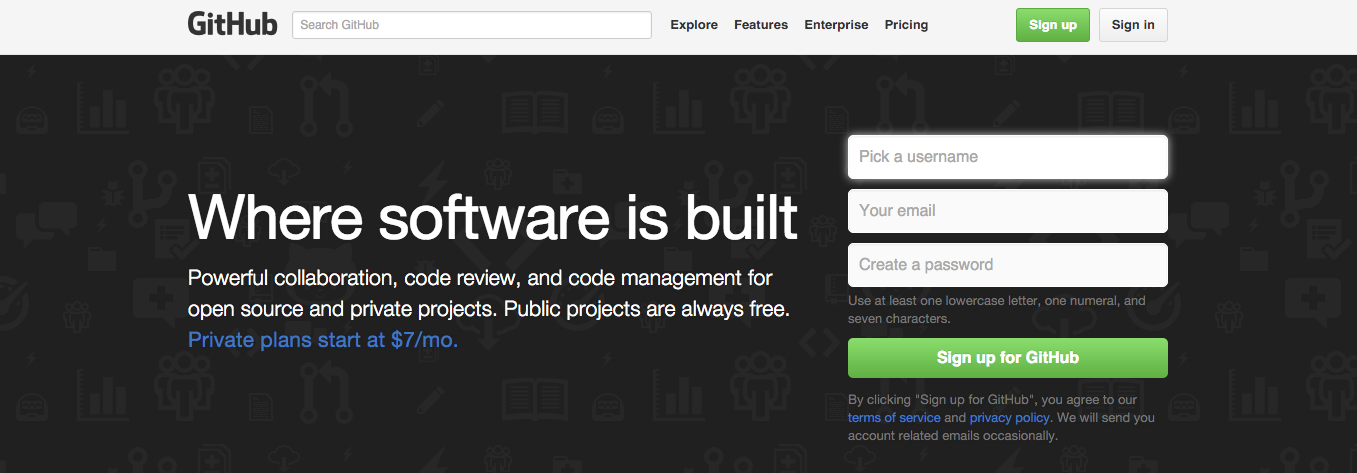 GitHub Search GitHub Explore Features Enterprise Pricing Sign up Sign in
Where software is built
Powerful collaboration, code review, and code management for
open source and private projects. Public projects are always free.
Private plans start at $7/mo.
Pick a username
Your email
Create a password
Use at least one lowercase letter, one numeral, and
seven characters.
Sign up for GitHub
By clicking "Sign up for GitHub", you agree to our
terms of service and privacy policy. We will send you
account related emails occasionally.